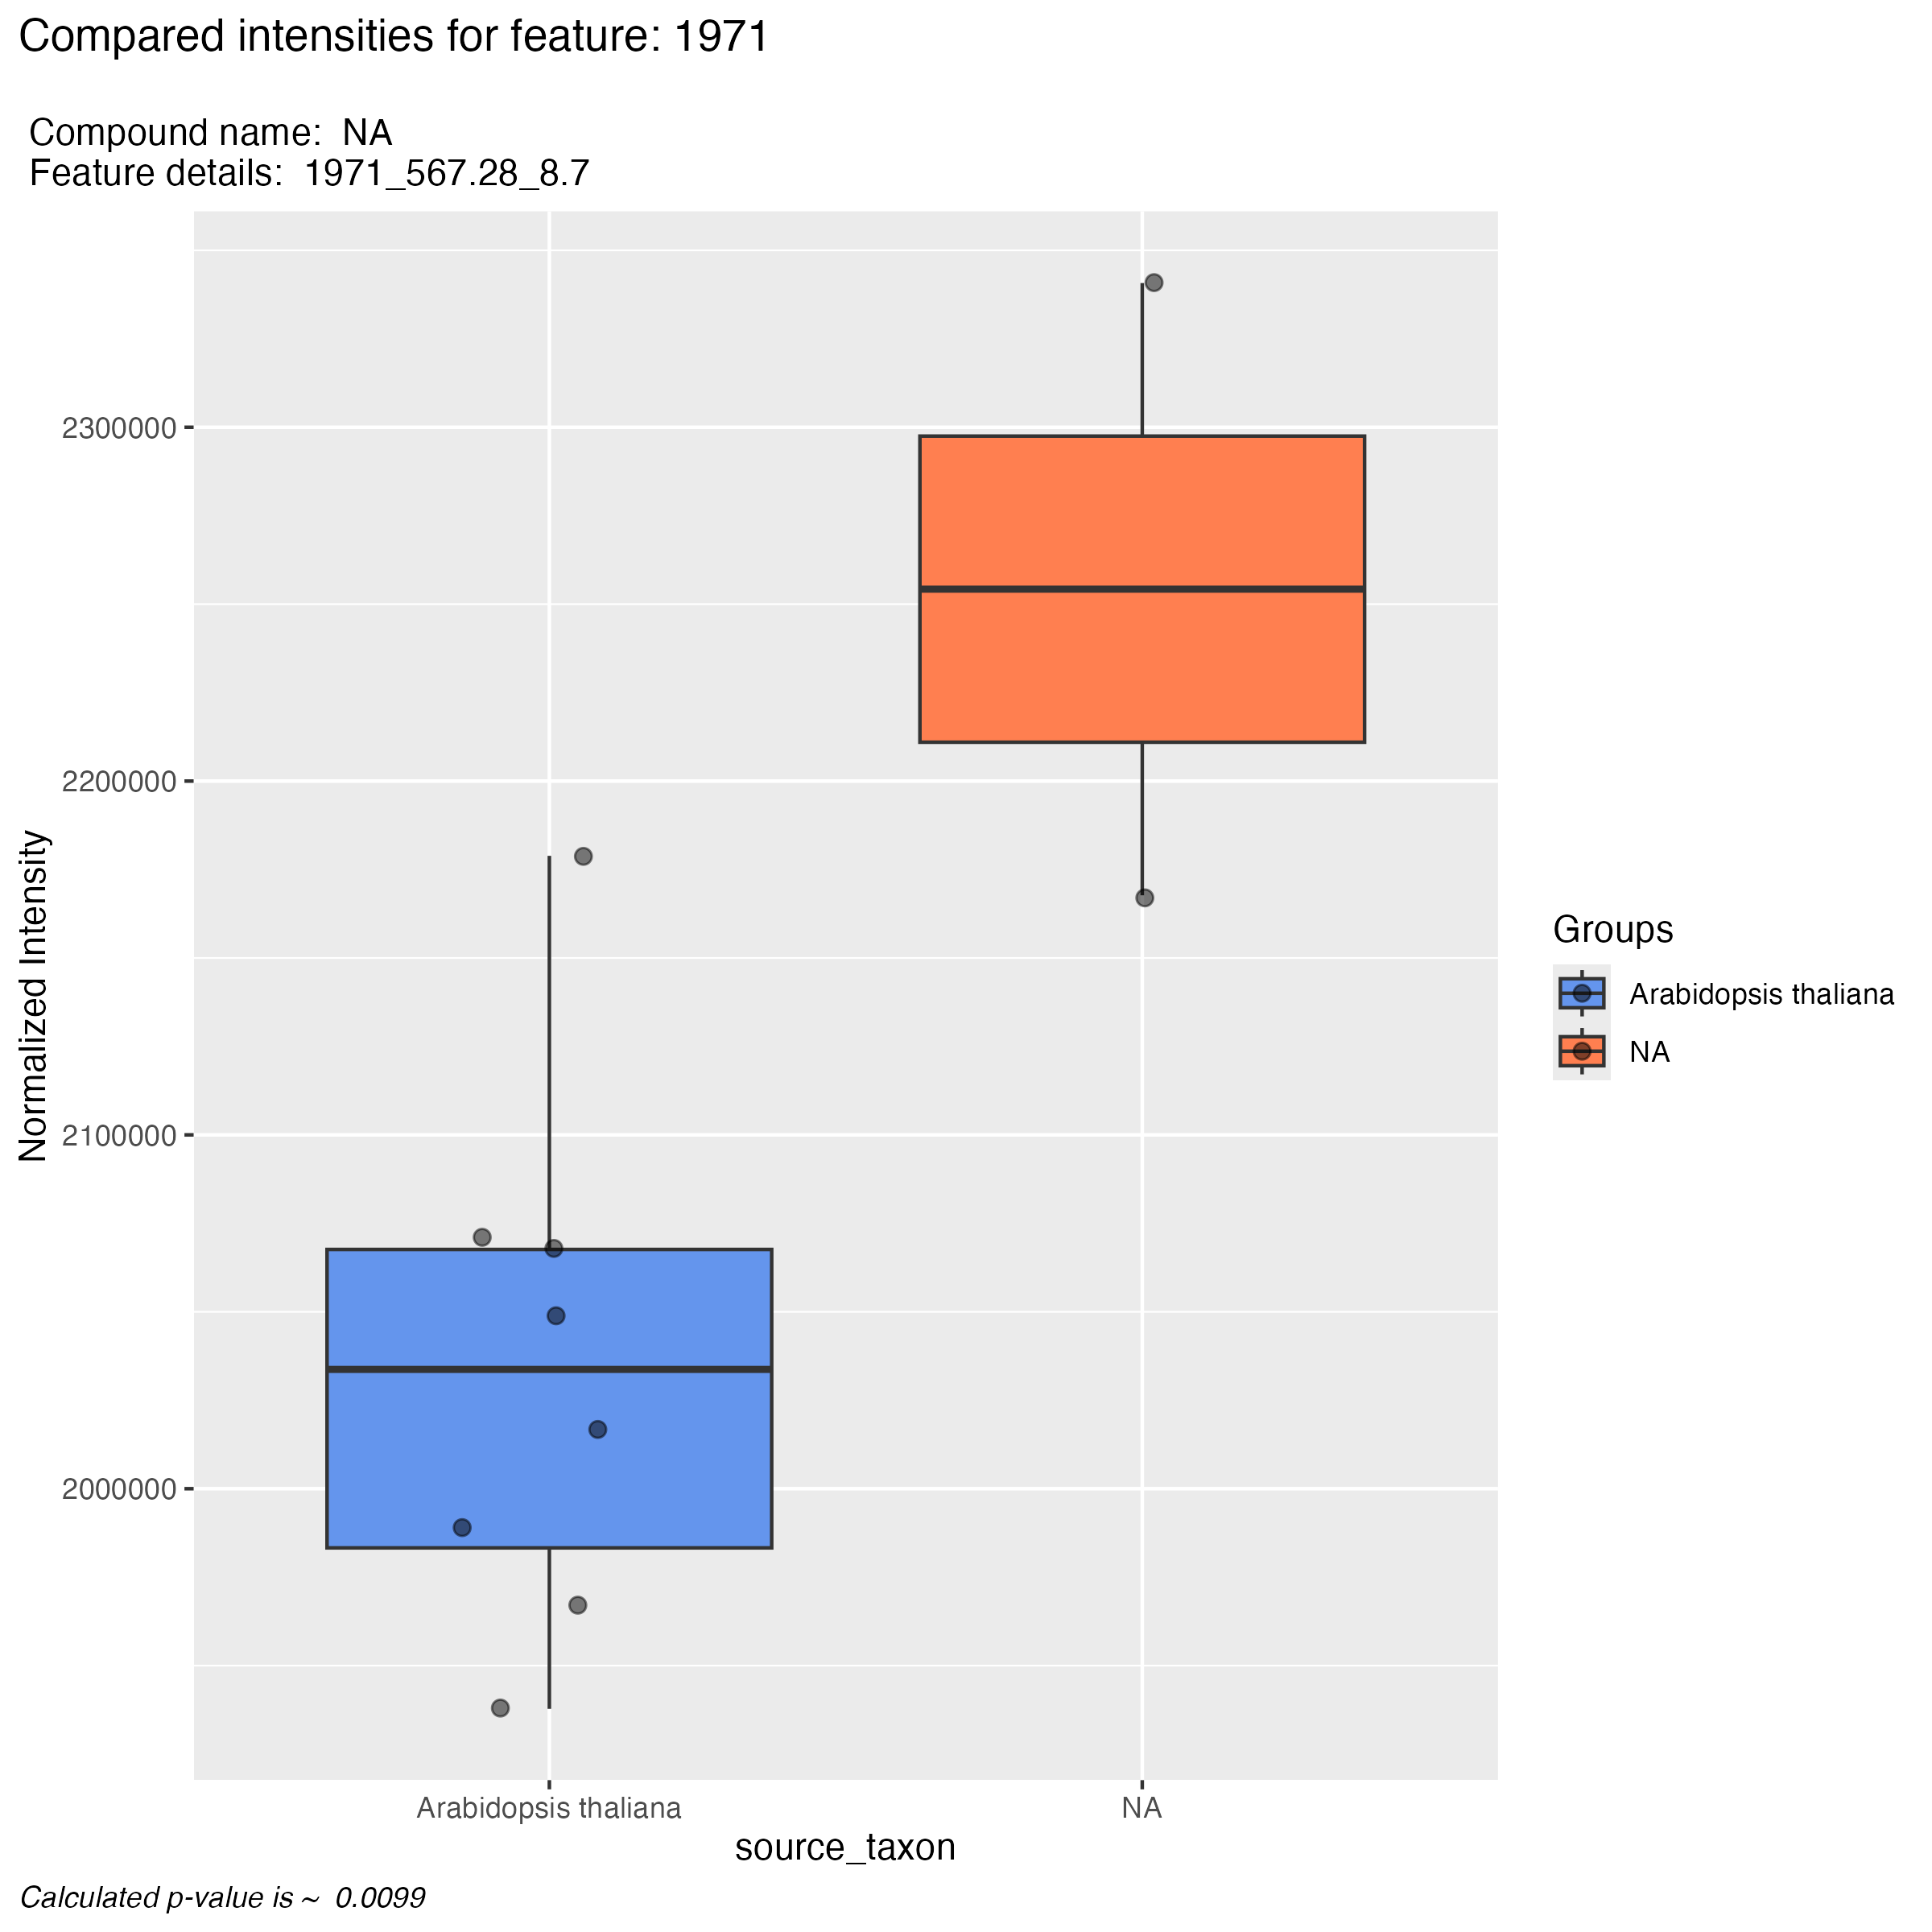 Compared intensities for feature: 1971
Compound name:  NA
Feature details:  1971_567.28_8.7
Normalized Intensity
2300000
2200000
2100000
2000000
Arabidopsis thaliana
NA
source_taxon
Groups
Arabidopsis thaliana
NA
Calculated p-value is ~  0.0099